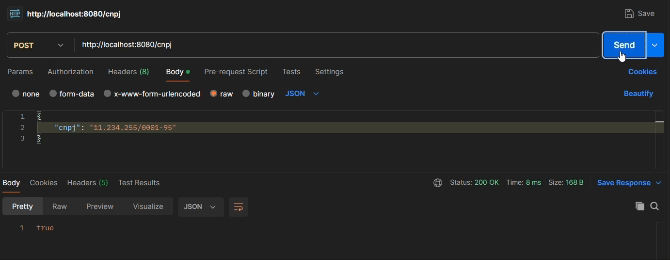 http://localhost:8080/cnpj
Save
POST http://localhost:8080/cnpj Send
Params Authorization Headers (8) Body Pre-request Script Tests Settings Cookies
none form-data x-www-form-urlencoded raw binary JSON Beautify
1 {
2 "cnpj": "11.234.255/0001-95"
3 }
Body Cookies Headers (5) Test Results Status: 200 OK Time: 8 ms Size: 168 B Save Response
Pretty Raw Preview Visualize JSON
1 true